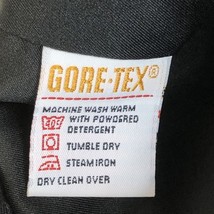 GORE-TEX®
MACHINE WASH WARM
WITH POWDERED
DETERGENT
TUMBLE DRY
STEAM IRON
DRY CLEAN OVER